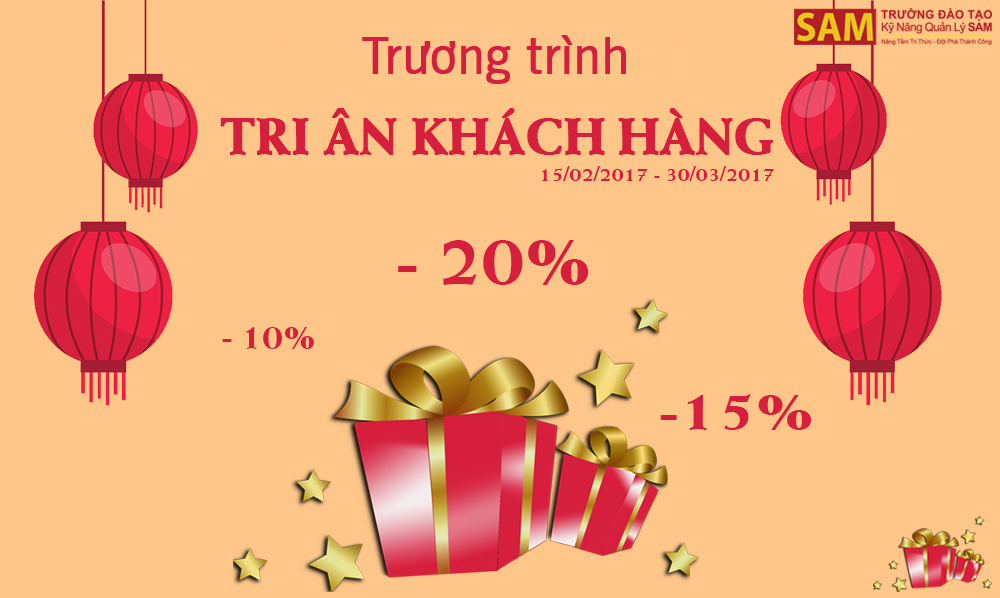 SAM
TRƯỜNG ĐÀO TẠO
Kỹ Năng Quản Lý SAM
Nâng Tầm Tri Thức - Đột Phá Thành Công
Trương trình
TRI ÂN KHÁCH HÀNG
15/02/2017 - 30/03/2017
- 20%
- 10%
-15%